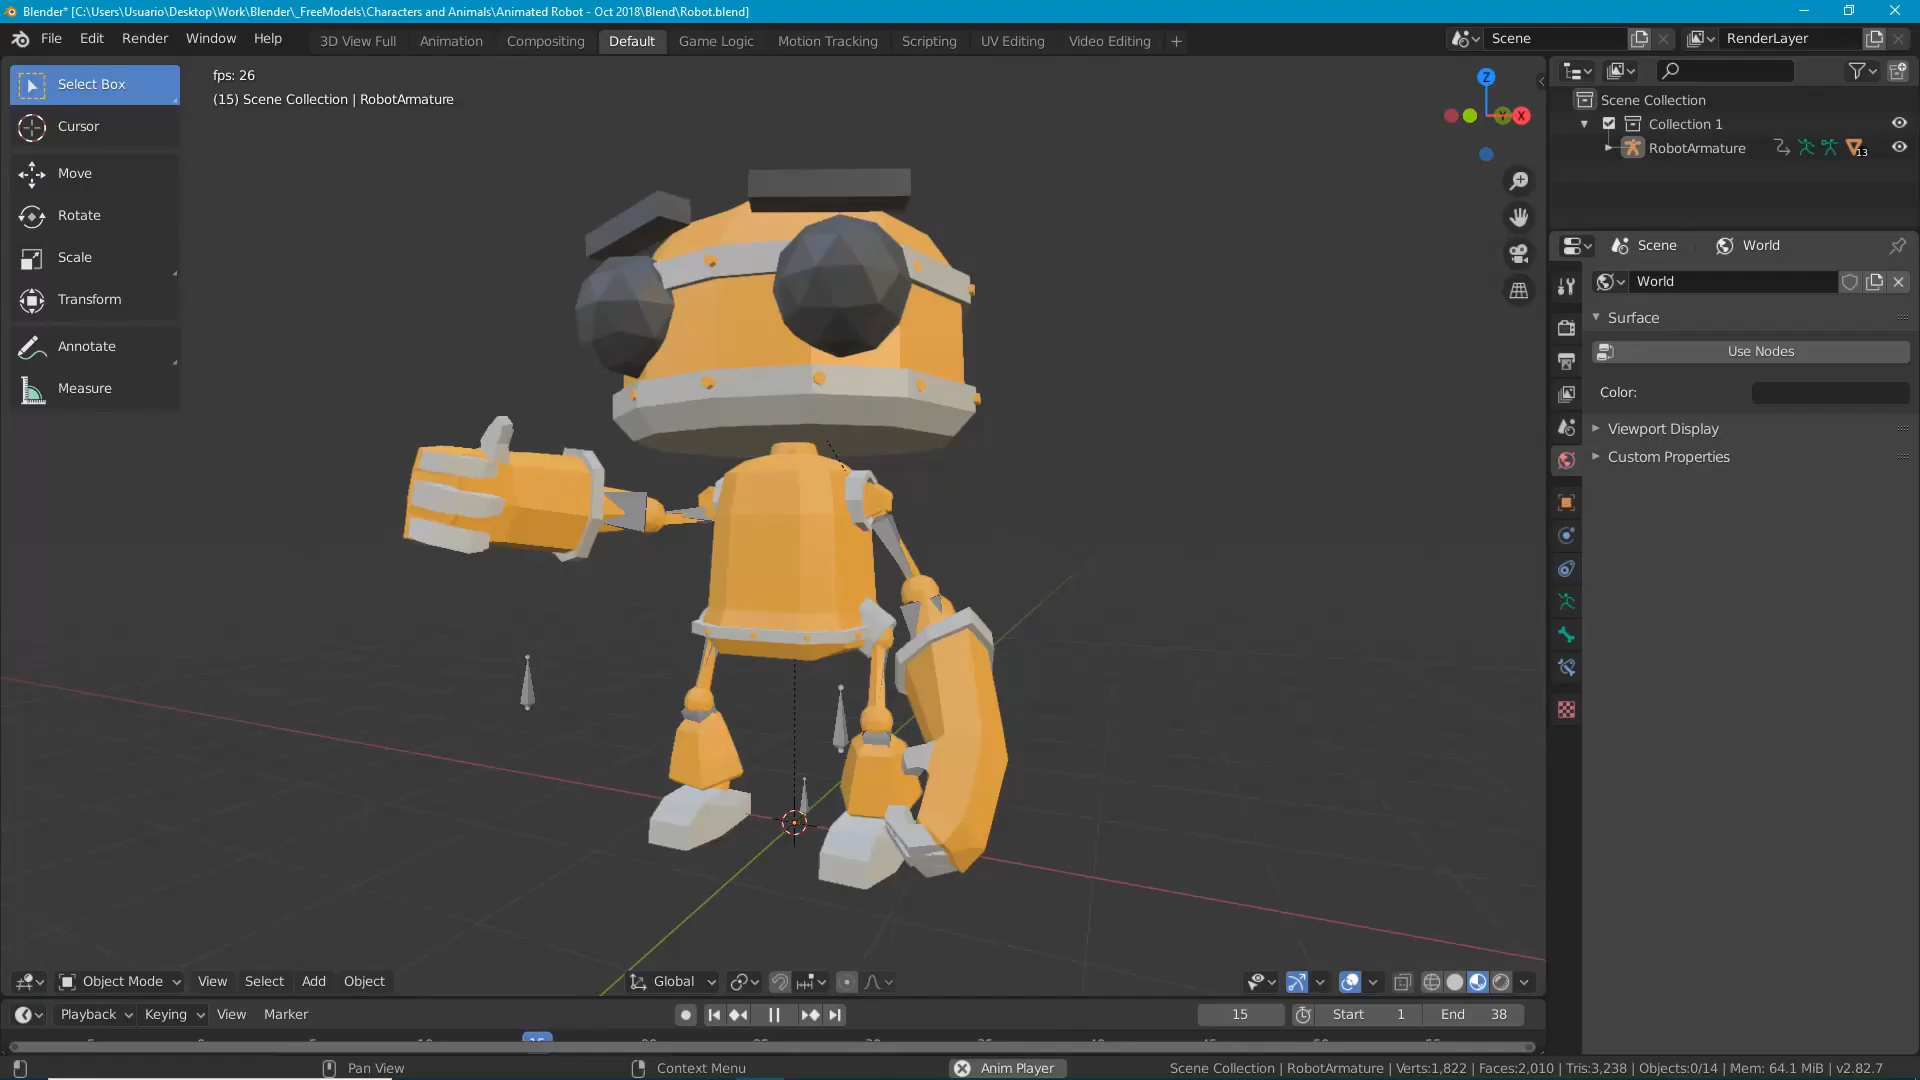 Blender* [C:\Users\Usuario\Desktop\Work\Blender\_FreeModels\Characters and Animals\Animated Robot - Oct 2018\Blend\Robot.blend]
File Edit Render Window Help 3D View Full Animation Compositing Default Game Logic Motion Tracking Scripting UV Editing Video Editing + Scene RenderLayer
Select Box
Cursor
Move
Rotate
Scale
Transform
Annotate
Measure
fps: 26
(15) Scene Collection | RobotArmature
Z
Y
X
Scene Collection
Collection 1
RobotArmature 13
Scene World
World
Surface
Use Nodes
Color:
Viewport Display
Custom Properties
Object Mode View Select Add Object Global
Playback Keying View Marker 15 Start 1 End 38
Pan View Context Menu Anim Player Scene Collection | RobotArmature | Verts:1,822 | Faces:2,010 | Tris:3,238 | Objects:0/14 | Mem: 64.1 MiB | v2.82.7